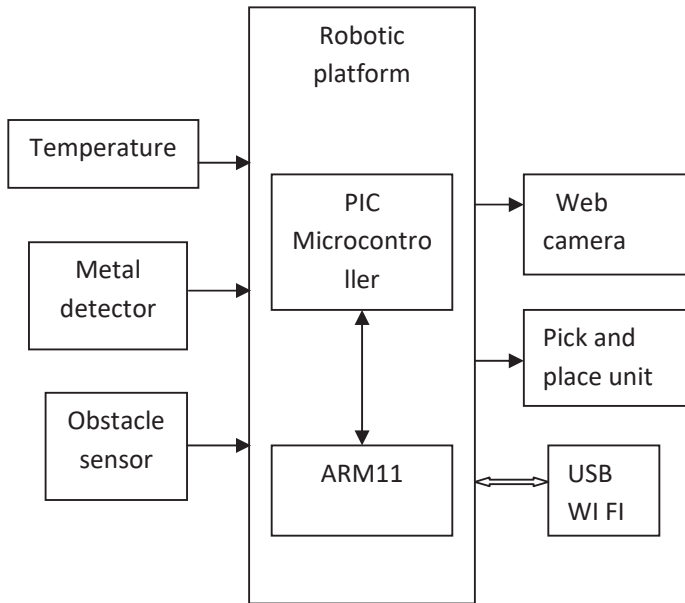 Robotic
platform
Temperature
PIC
Microcontro
ller
Web
camera
Metal
detector
Pick and
place unit
Obstacle
sensor
ARM11
USB
WI FI